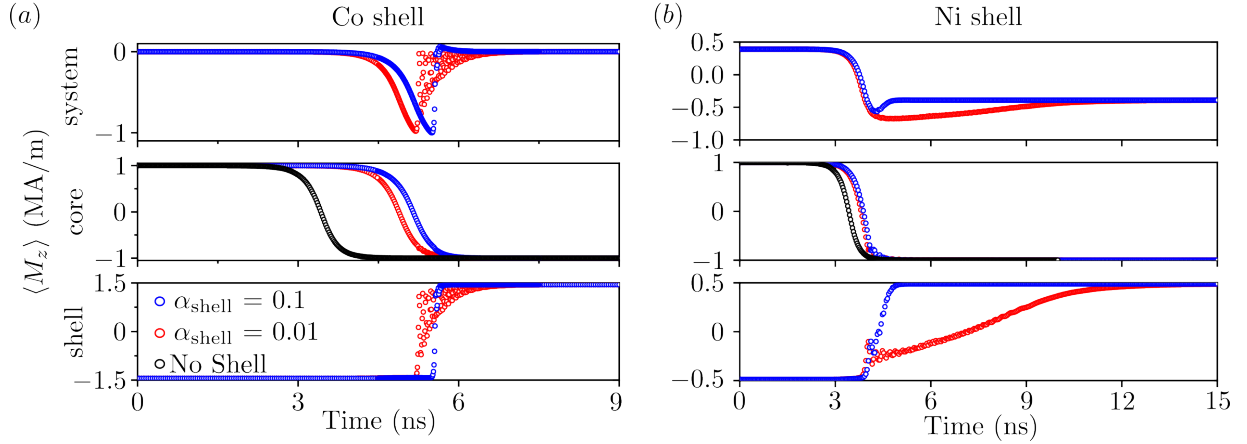 (a) Co shell
(b) Ni shell
⟨M_z⟩ (MA/m)
system
0
−1
core
1
0
−1
shell
1.5
0
−1.5
α_shell = 0.1
α_shell = 0.01
No Shell
0 3 6 9
Time (ns)
0.5
0.0
−0.5
−1.0
1
0
−1
0.5
0.0
−0.5
0 3 6 9 12 15
Time (ns)